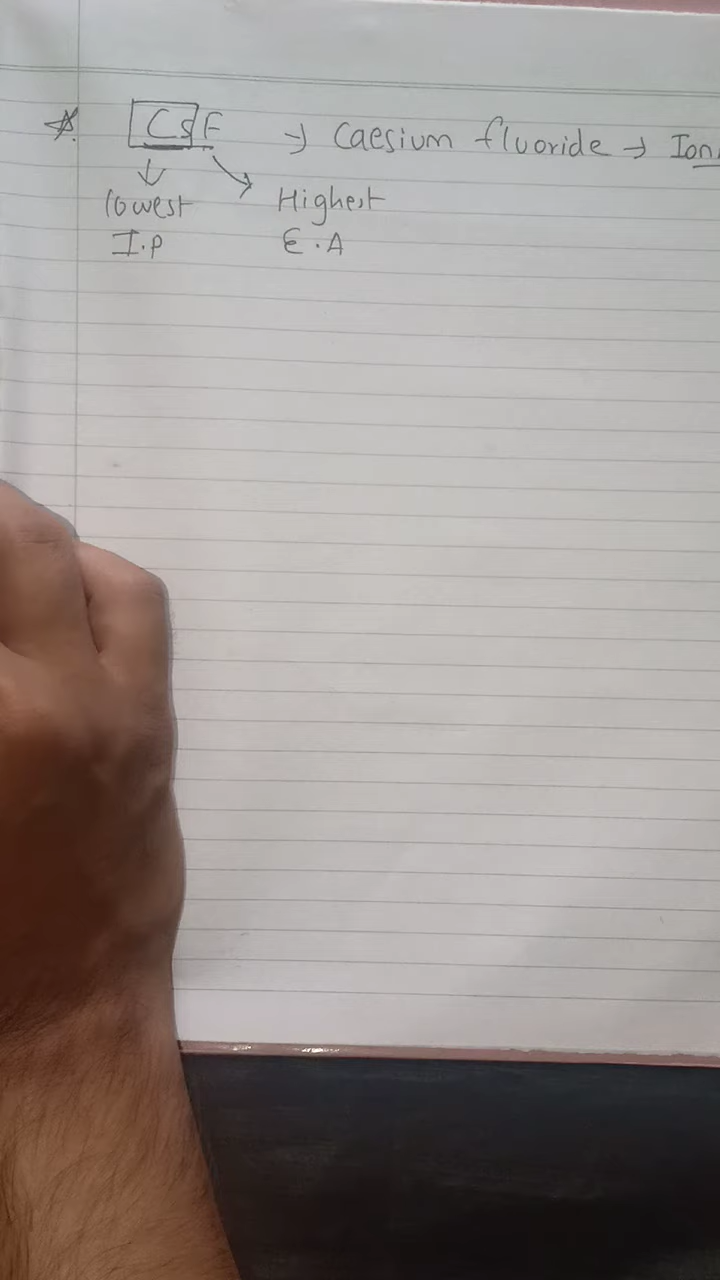 CsF → Caesium fluoride → Ion
lowest Highest
I.P E.A